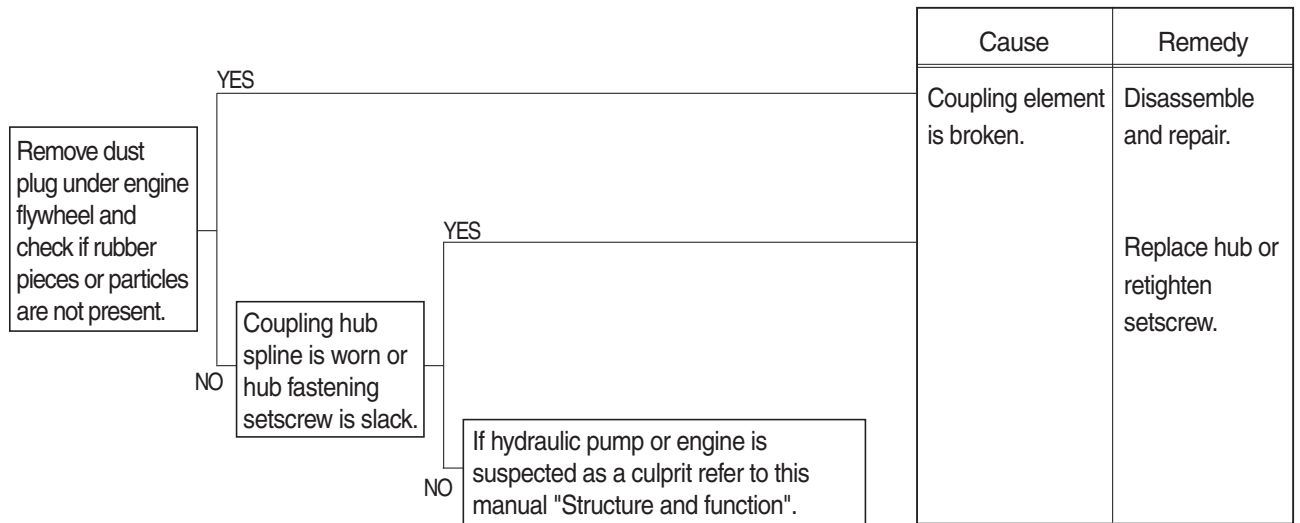 Cause
Remedy
YES
Coupling element
is broken.
Disassemble
and repair.
Remove dust
plug under engine
flywheel and
check if rubber
pieces or particles
are not present.
YES
Replace hub or
retighten
setscrew.
NO
Coupling hub
spline is worn or
hub fastening
setscrew is slack.
NO
If hydraulic pump or engine is
suspected as a culprit refer to this
manual "Structure and function".